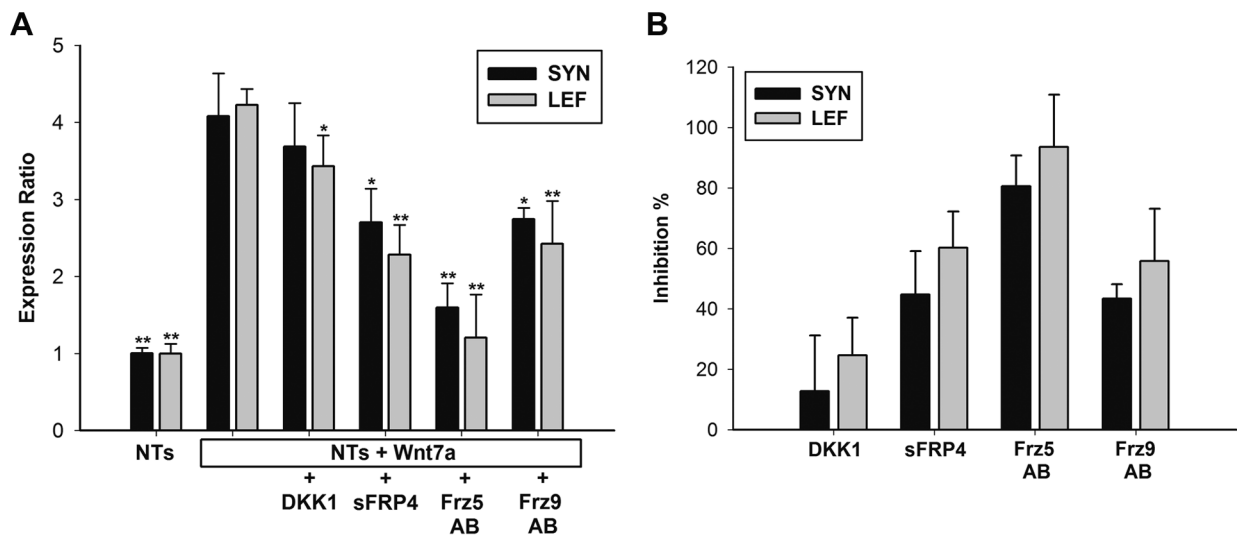 A
Expression Ratio
5
4
3
2
1
0
SYN
LEF
** **
*
* **
** **
* **
NTs
NTs + Wnt7a
+ + + +
DKK1 sFRP4 Frz5 Frz9
AB AB
B
Inhibition %
120
100
80
60
40
20
0
SYN
LEF
DKK1 sFRP4 Frz5 Frz9
AB AB